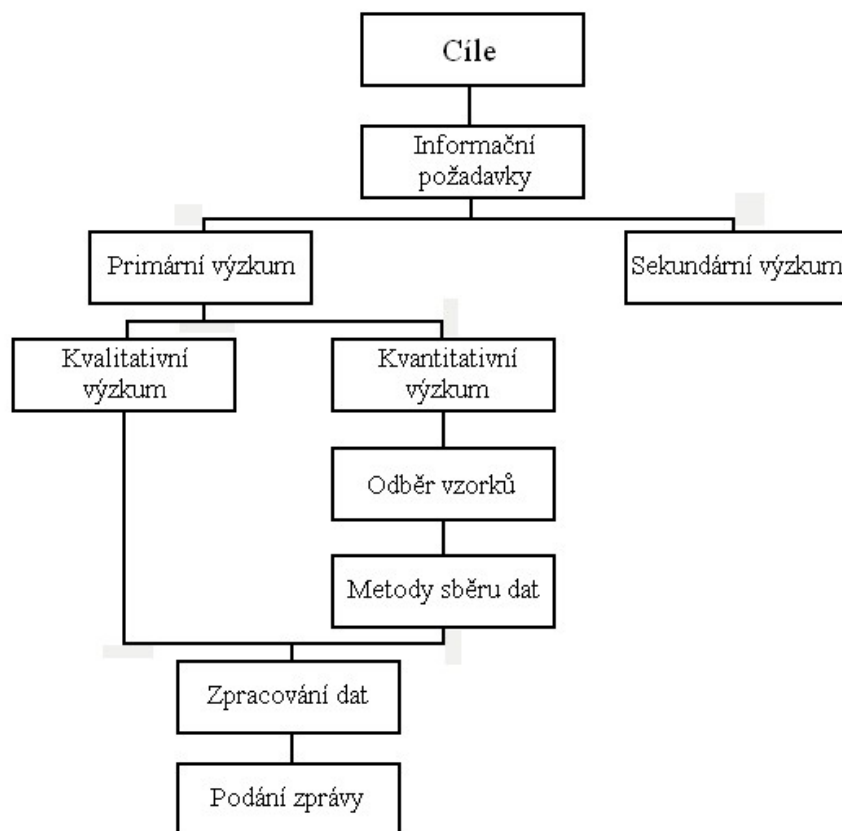 Cíle
Informační
požadavky
Primární výzkum
Sekundární výzkum
Kvalitativní
výzkum
Kvantitativní
výzkum
Odběr vzorků
Metody sběru dat
Zpracování dat
Podání zprávy